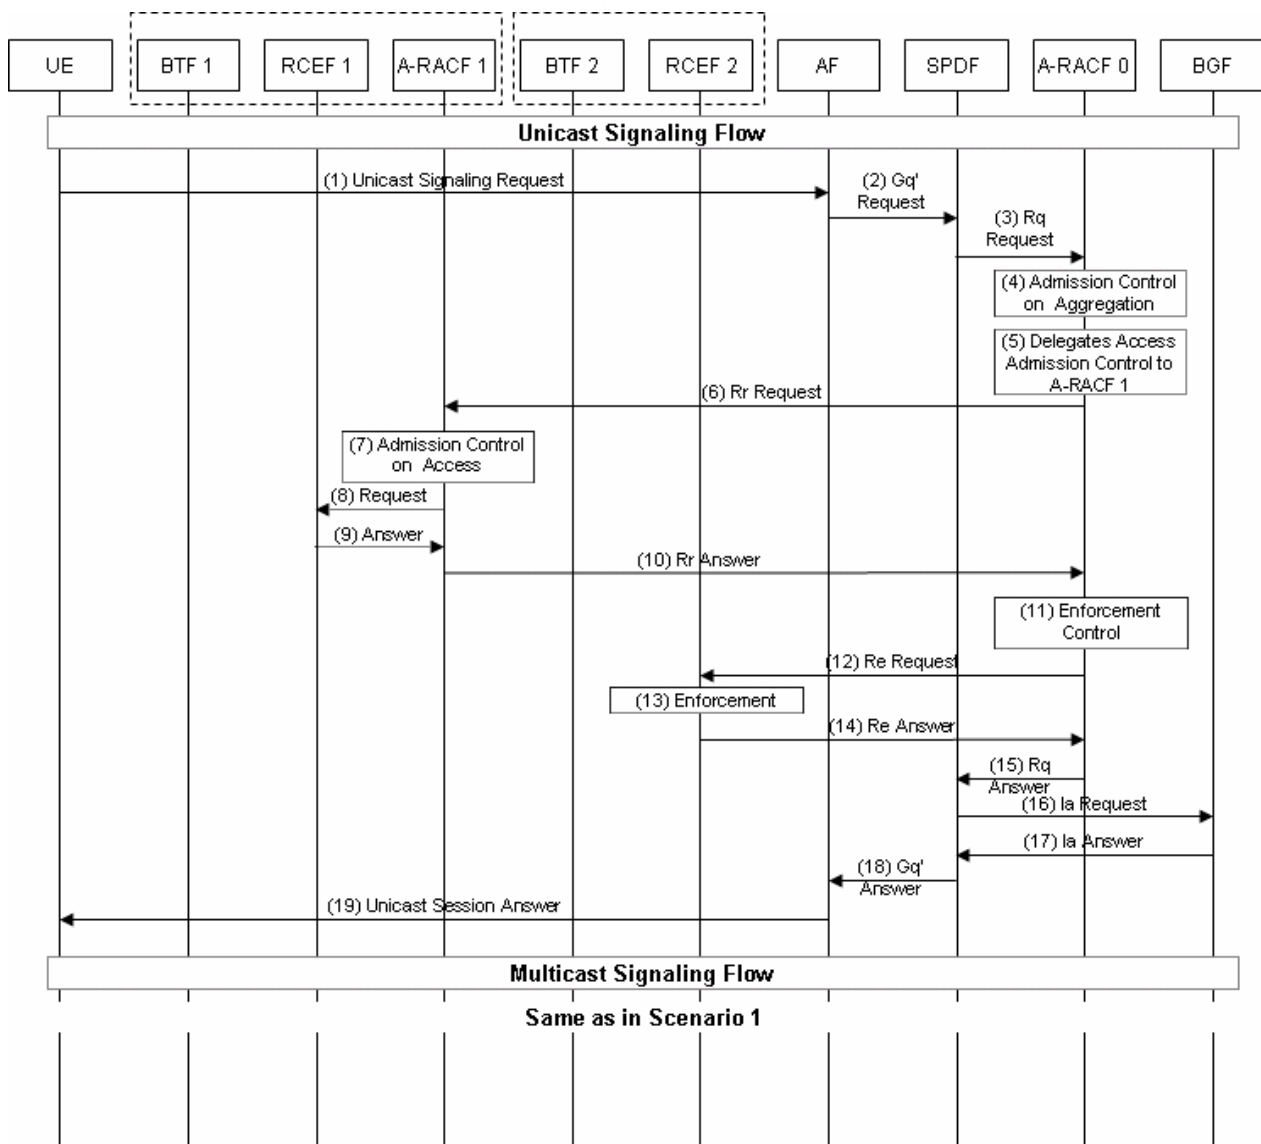 UE
BTF 1
RCEF 1
A-RACF 1
BTF 2
RCEF 2
AF
SPDF
A-RACF 0
BGF
Unicast Signaling Flow
(1) Unicast Signaling Request
(2) Gq'
Request
(3) Rq
Request
(4) Admission Control
on Aggregation
(5) Delegates Access
Admission Control to
A-RACF 1
(6) Rr Request
(7) Admission Control
on Access
(8) Request
(9) Answer
(10) Rr Answer
(11) Enforcement
Control
(12) Re Request
(13) Enforcement
(14) Re Answer
(15) Rq
Answer
(16) Ia Request
(17) Ia Answer
(18) Gq'
Answer
(19) Unicast Session Answer
Multicast Signaling Flow
Same as in Scenario 1